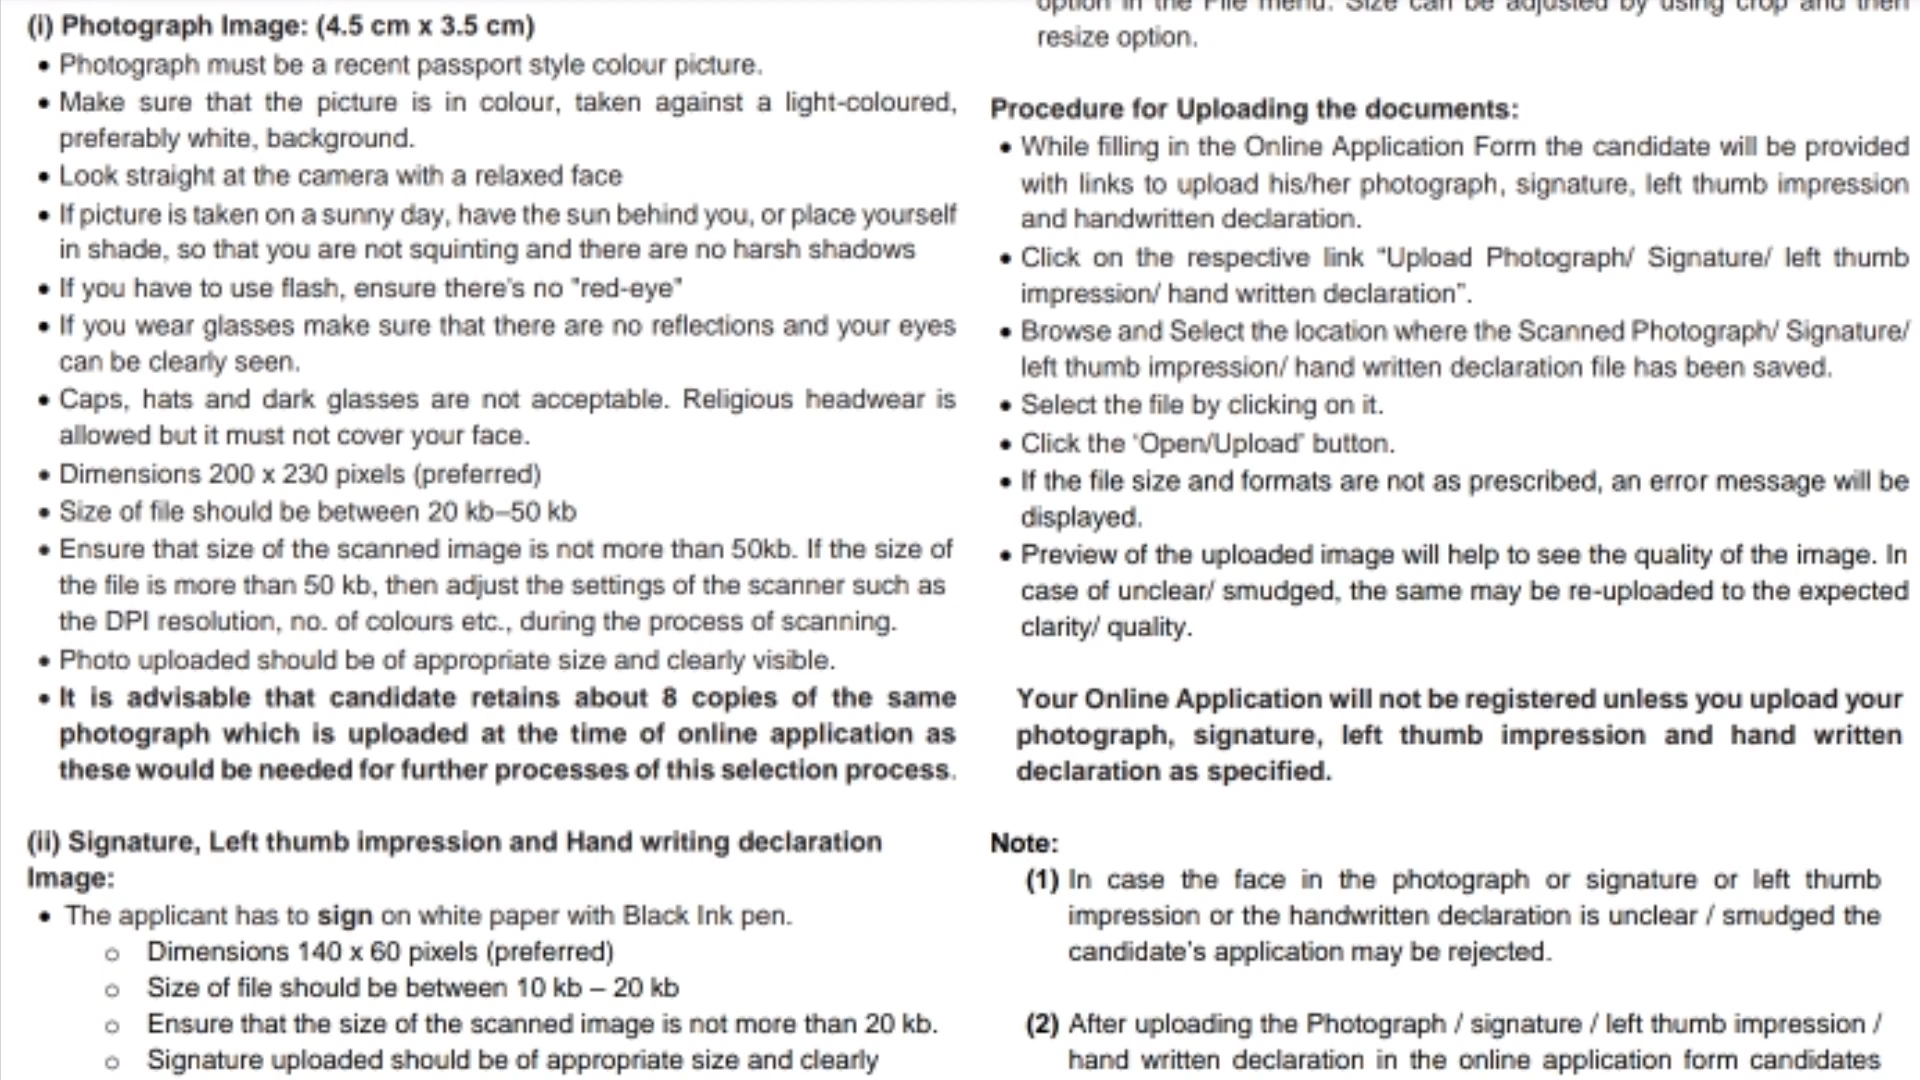 (i) Photograph Image: (4.5 cm x 3.5 cm)
• Photograph must be a recent passport style colour picture.
• Make sure that the picture is in colour, taken against a light-coloured,
preferably white, background.
• Look straight at the camera with a relaxed face
• If picture is taken on a sunny day, have the sun behind you, or place yourself
in shade, so that you are not squinting and there are no harsh shadows
• If you have to use flash, ensure there's no "red-eye"
• If you wear glasses make sure that there are no reflections and your eyes
can be clearly seen.
• Caps, hats and dark glasses are not acceptable. Religious headwear is
allowed but it must not cover your face.
• Dimensions 200 x 230 pixels (preferred)
• Size of file should be between 20 kb–50 kb
• Ensure that size of the scanned image is not more than 50kb. If the size of
the file is more than 50 kb, then adjust the settings of the scanner such as
the DPI resolution, no. of colours etc., during the process of scanning.
• Photo uploaded should be of appropriate size and clearly visible.
• It is advisable that candidate retains about 8 copies of the same
photograph which is uploaded at the time of online application as
these would be needed for further processes of this selection process.
(ii) Signature, Left thumb impression and Hand writing declaration
Image:
• The applicant has to sign on white paper with Black Ink pen.
o Dimensions 140 x 60 pixels (preferred)
o Size of file should be between 10 kb – 20 kb
o Ensure that the size of the scanned image is not more than 20 kb.
o Signature uploaded should be of appropriate size and clearly
option in the File menu. Size can be adjusted by using crop and then
resize option.
Procedure for Uploading the documents:
• While filling in the Online Application Form the candidate will be provided
with links to upload his/her photograph, signature, left thumb impression
and handwritten declaration.
• Click on the respective link “Upload Photograph/ Signature/ left thumb
impression/ hand written declaration”.
• Browse and Select the location where the Scanned Photograph/ Signature/
left thumb impression/ hand written declaration file has been saved.
• Select the file by clicking on it.
• Click the ‘Open/Upload’ button.
• If the file size and formats are not as prescribed, an error message will be
displayed.
• Preview of the uploaded image will help to see the quality of the image. In
case of unclear/ smudged, the same may be re-uploaded to the expected
clarity/ quality.
Your Online Application will not be registered unless you upload your
photograph, signature, left thumb impression and hand written
declaration as specified.
Note:
(1) In case the face in the photograph or signature or left thumb
impression or the handwritten declaration is unclear / smudged the
candidate’s application may be rejected.
(2) After uploading the Photograph / signature / left thumb impression /
hand written declaration in the online application form candidates